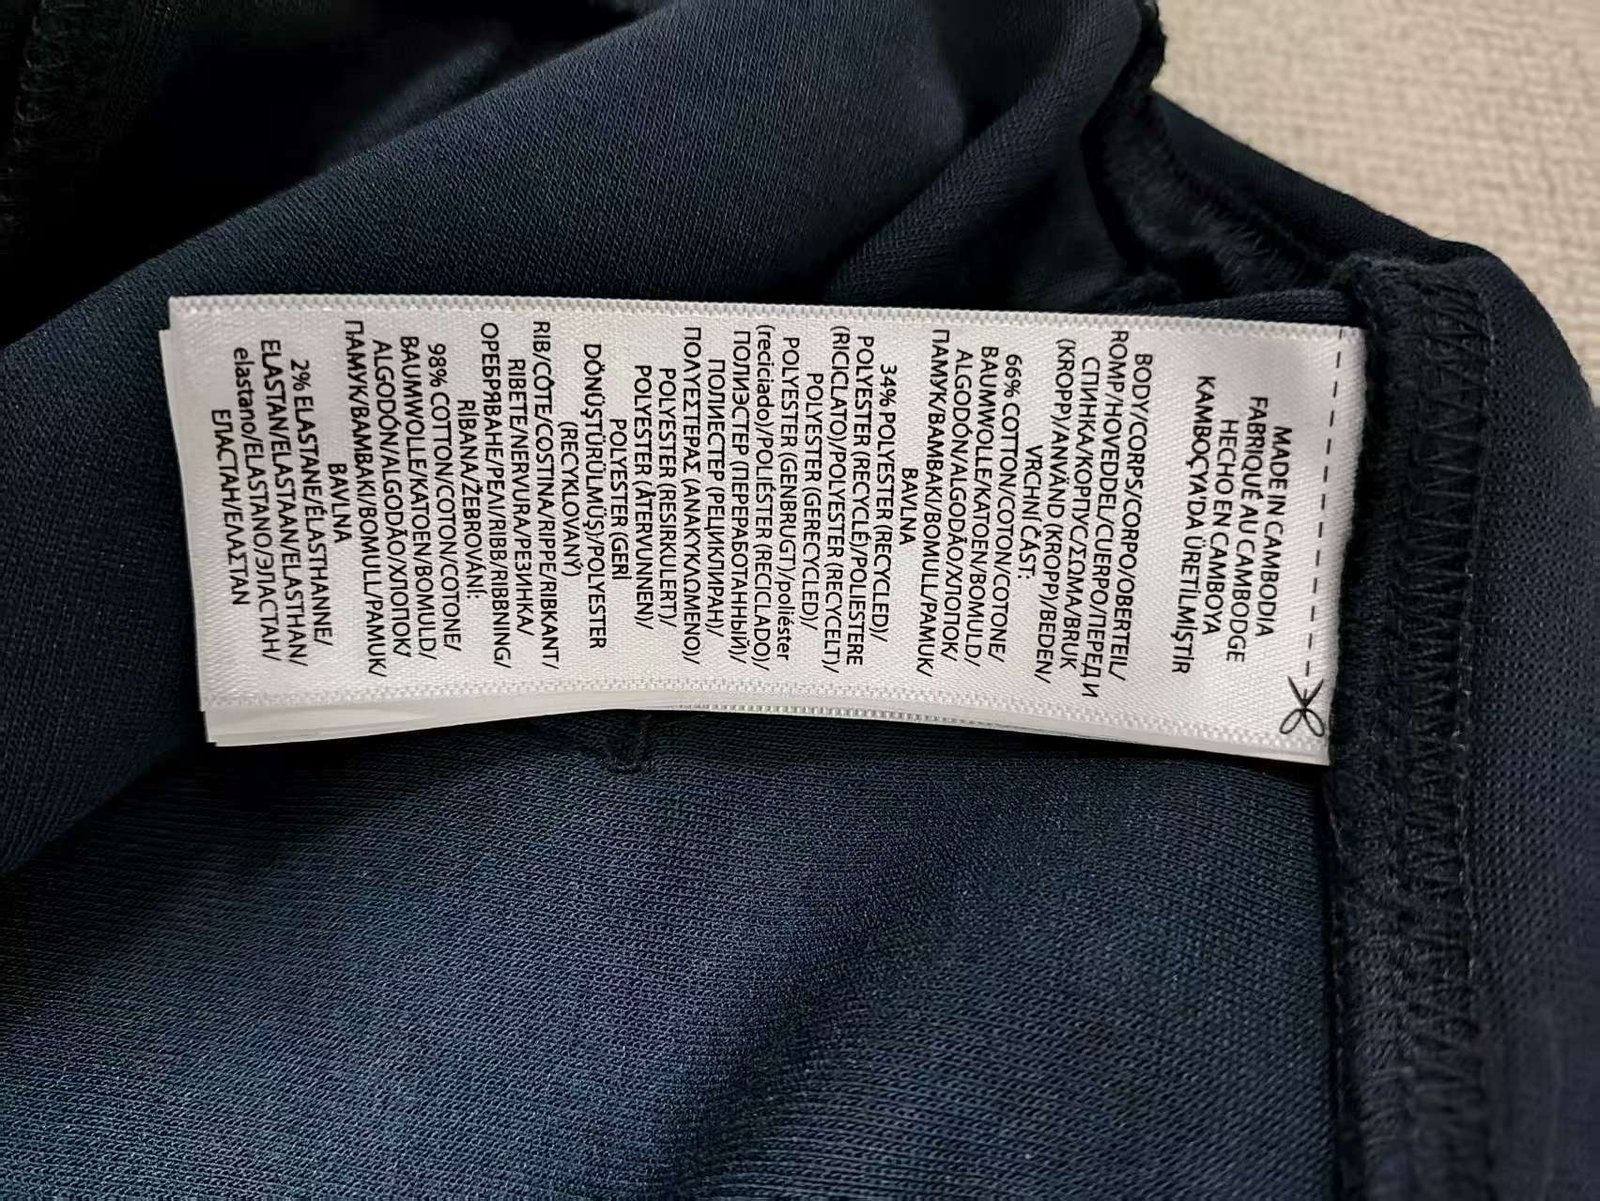 MADE IN CAMBODIA
FABRIQUÉ AU CAMBODGE
HECHO EN CAMBOYA
KAMBOÇYA'DA ÜRETİLMİŞTİR
BODY/CORPS/CORPO/OBERTEIL/
ROMP/HOVEDDEL/CUERPO/ПЕРЕД И
СПИНКА/КОРПУС/ΣΩΜΑ/BRUK
(KROPP)/ANVÄND (KROPP)/BEDEN/
VRCHNÍ ČÁST:
66% COTTON/COTON/COTONE/
BAUMWOLLE/KATOEN/BOMULD/
ALGODÓN/ALGODÃO/ХЛОПОК/
ПАМУК/BAMBAKI/BOMULL/PAMUK/
BAVLNA
34% POLYESTER (RECYCLED)/
POLYESTER (RECYCLÉ)/POLIESTERE
(RICICLATO)/POLYESTER (RECYCELT)/
POLYESTER (GERECYCLED)/
POLYESTER (GENBRUGT)/poliéster
(reciclado)/POLIÉSTER (RECICLADO)/
ПОЛИЭСТЕР (ПЕРЕРАБОТАННЫЙ)/
ПОЛИЕСТЕР (РЕЦИКЛИРАН)/
ΠΟΛΥΕΣΤΕΡΑΣ (ΑΝΑΚΥΚΛΩΜΕΝΟ)/
POLYESTER (RESIRKULERT)/
POLYESTER (ÅTERVUNNEN)/
POLYESTER (GERİ
DÖNÜŞTÜRÜLMÜŞ)/POLYESTER
(RECYKLOVANÝ)
RIB/CÔTE/COSTINA/RIPPE/RIBKANT/
RIBETE/NERVURA/РЕЗИНКА/
ОРЕБРЯВАНЕ/ΡΕΛΙ/RIBB/RIBBNING/
RİBANA/ŽEBROVÁNÍ:
98% COTTON/COTON/COTONE/
BAUMWOLLE/KATOEN/BOMULD/
ALGODÓN/ALGODÃO/ХЛОПОК/
ПАМУК/BAMBAKI/BOMULL/PAMUK/
BAVLNA
2% ELASTANE/ÉLASTHANNE/
ELASTAN/ELASTAAN/ELASTHAN/
elastano/ELASTANO/ЭЛАСТАН/
ЕЛАСТАН/ΕΛΑΣΤΑΝ